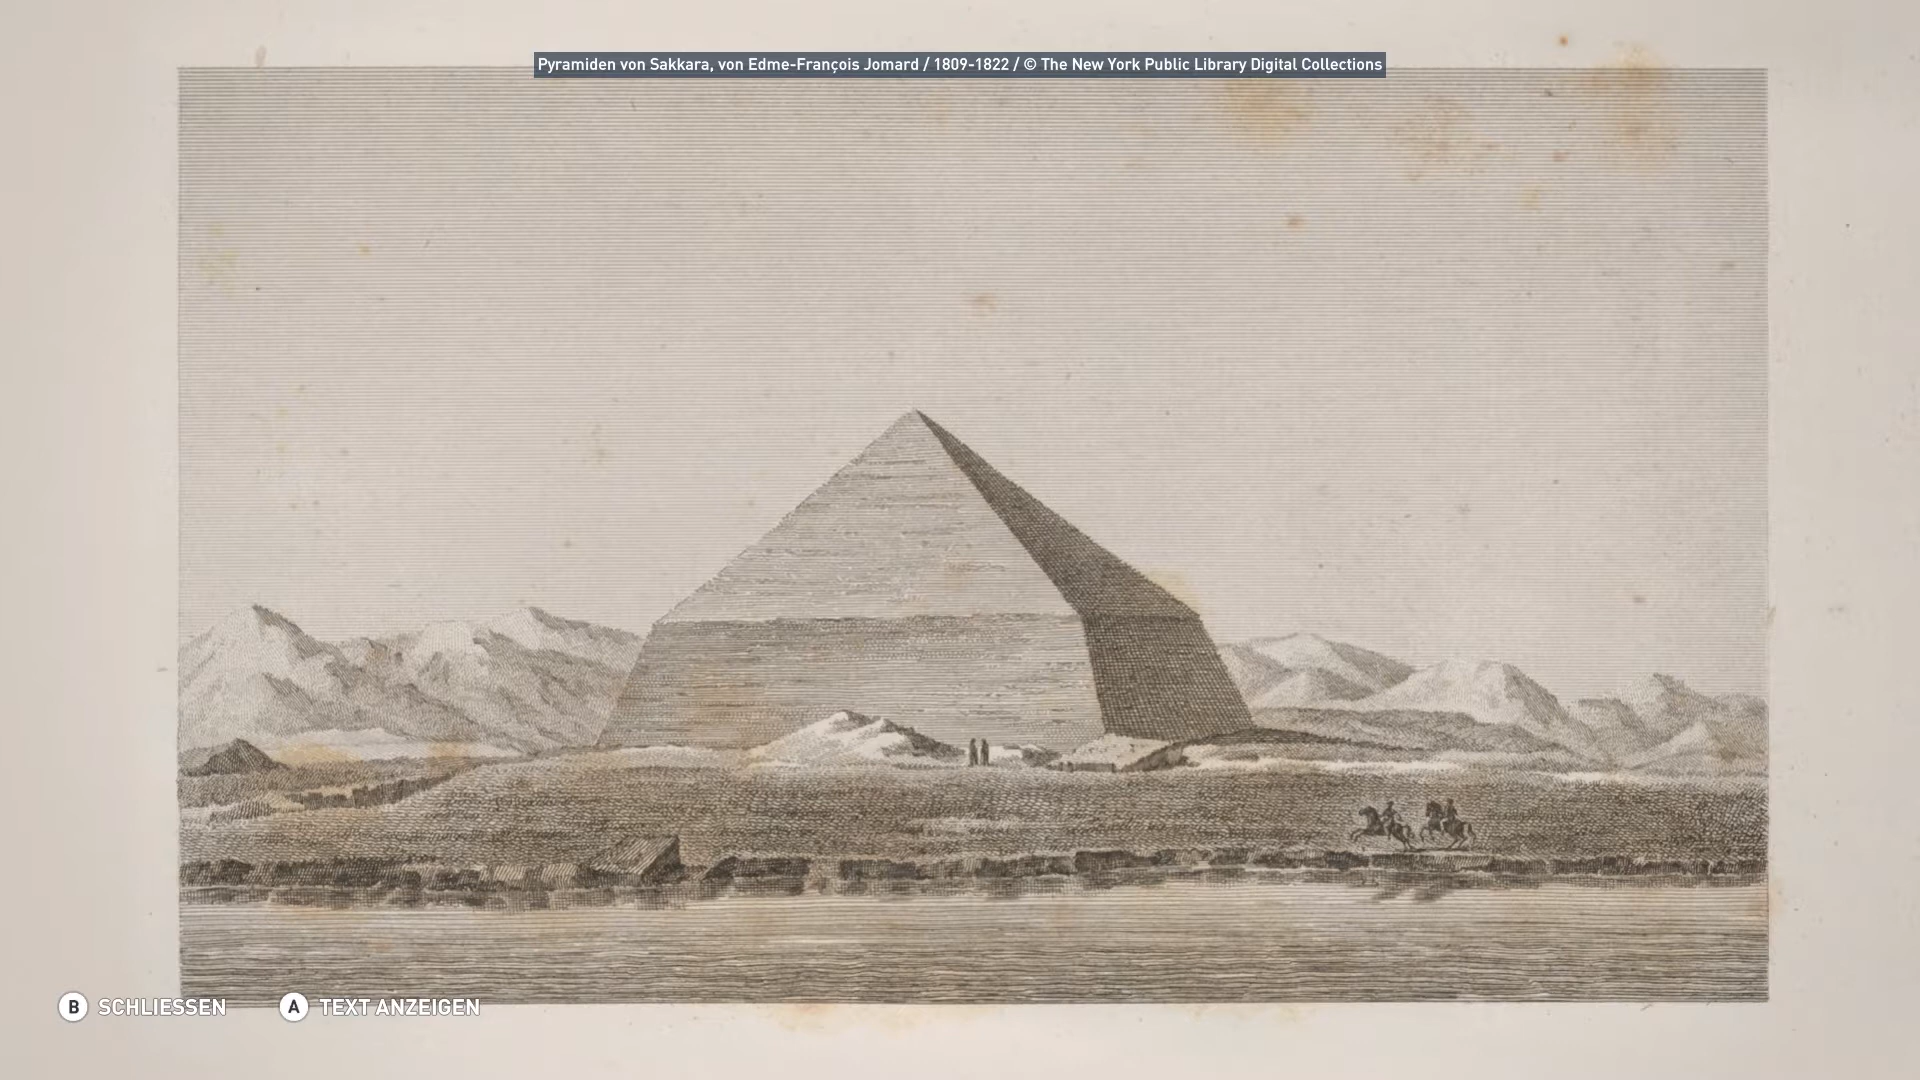 Pyramiden von Sakkara, von Edme-François Jomard / 1809-1822 / © The New York Public Library Digital Collections
B SCHLIESSEN A TEXT ANZEIGEN